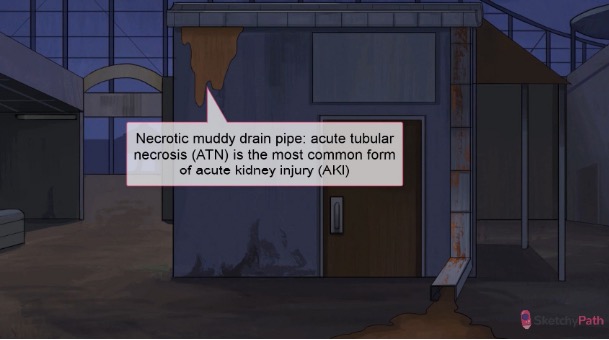 Necrotic muddy drain pipe: acute tubular
necrosis (ATN) is the most common form
of acute kidney injury (AKI)
SketchyPath